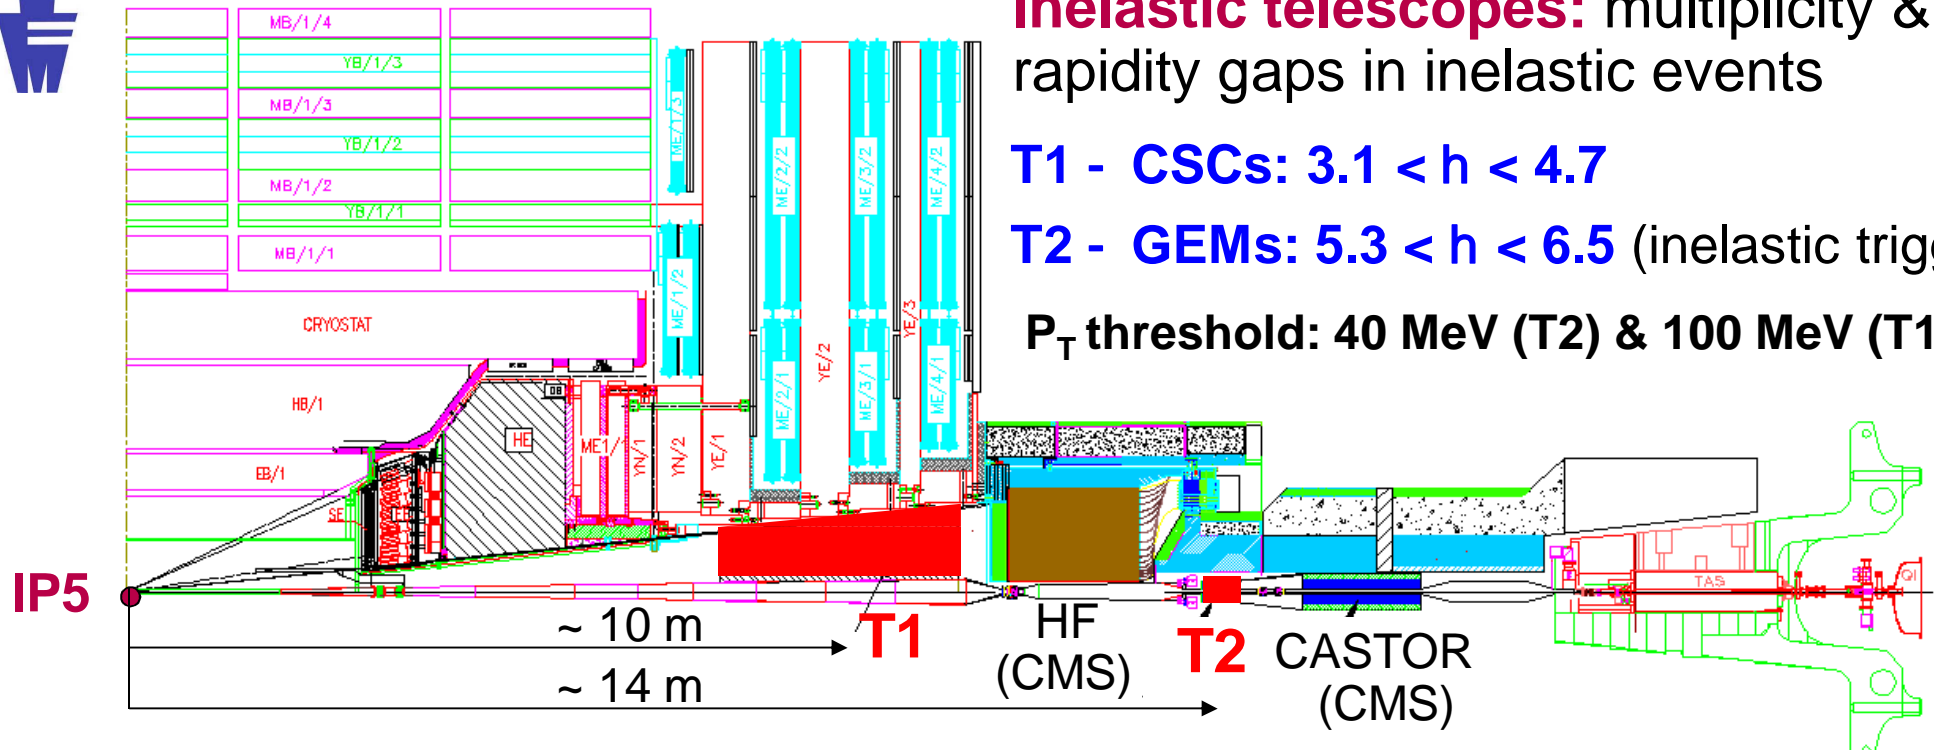 Inelastic telescopes: multiplicity &
rapidity gaps in inelastic events
T1 - CSCs: 3.1 < h < 4.7
T2 - GEMs: 5.3 < h < 6.5 (inelastic trigg
PT threshold: 40 MeV (T2) & 100 MeV (T1
MB/1/4
YB/1/3
MB/1/3
YB/1/2
MB/1/2
YB/1/1
MB/1/1
CRYOSTAT
HB/1
EB/1
SE
HE
ME1/1
YN/1
YN/2
YE/1
ME/1/3
ME/1/2
ME/2/2
ME/2/1
YE/2
ME/3/2
ME/3/1
YE/3
ME/4/2
ME/4/1
TAS
Q1
IP5
~ 10 m
T1
HF
(CMS)
T2
CASTOR
(CMS)
~ 14 m